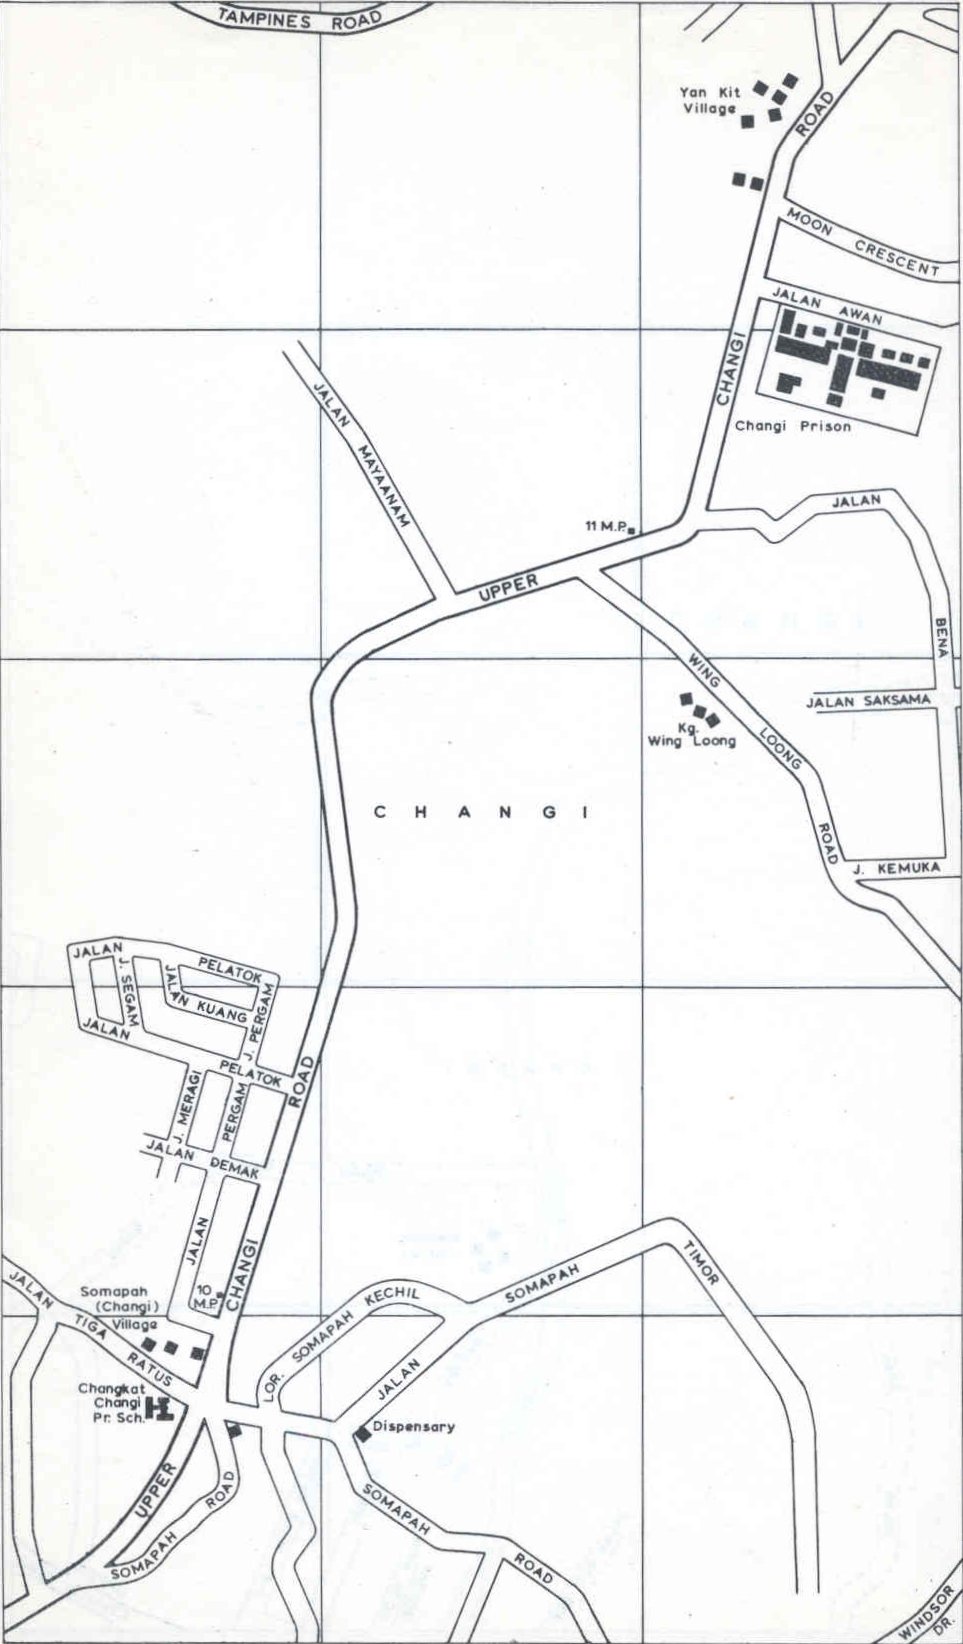 TAMPINES ROAD
Yan Kit
Village
ROAD
MOON CRESCENT
JALAN AWAN
CHANGI
Changi Prison
JALAN MAYAANAM
11 M.P.
JALAN
UPPER
BENA
WING
JALAN SAKSAMA
Kg.
Wing Loong
LOONG
CHANGI
ROAD
J. KEMUKA
JALAN
PELATOK
J. SEGAM
JALAN KUANG
J. PERGAM
JALAN
PELATOK
ROAD
J. MERAGI
PERGAM
JALAN DEMAK
JALAN
CHANGI
TIMOR
SOMAPAH
JALAN
TIGA
RATUS
Somapah
(Changi)
Village
10
M.P.
LOR. SOMAPAH KECHIL
JALAN
Changkat
Changi
Pr. Sch.
Dispensary
UPPER
SOMAPAH ROAD
SOMAPAH
ROAD
WINDSOR
DR.